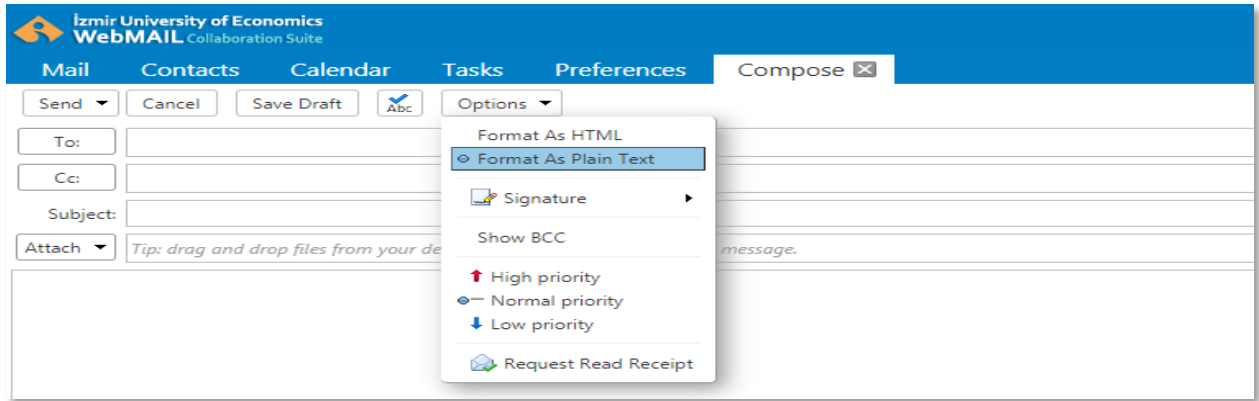 İzmir University of Economics
WebMAIL Collaboration Suite
Mail Contacts Calendar Tasks Preferences Compose
Send Cancel Save Draft Abc Options
To:
Cc:
Subject:
Attach Tip: drag and drop files from your de message.
Format As HTML
Format As Plain Text
Signature
Show BCC
High priority
Normal priority
Low priority
Request Read Receipt